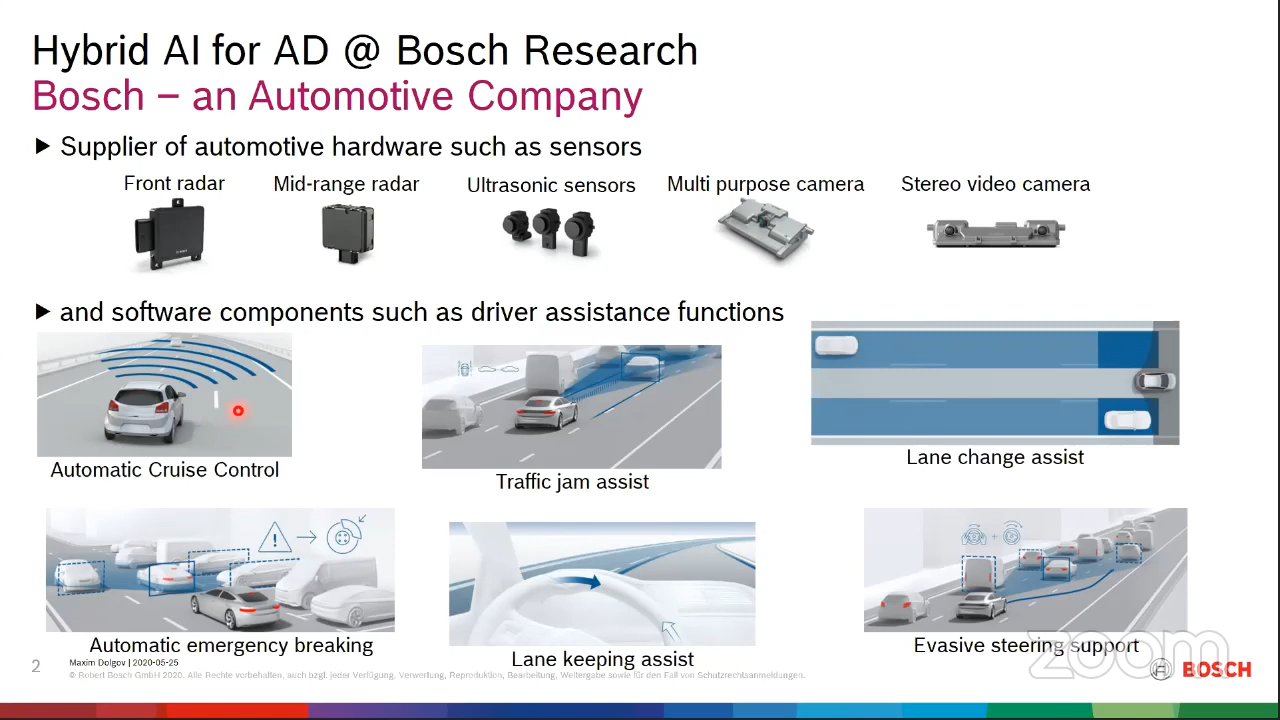 Hybrid AI for AD @ Bosch Research
Bosch – an Automotive Company
Supplier of automotive hardware such as sensors
Front radar
Mid-range radar
Ultrasonic sensors
Multi purpose camera
Stereo video camera
and software components such as driver assistance functions
Automatic Cruise Control
Traffic jam assist
Lane change assist
Automatic emergency breaking
Lane keeping assist
Evasive steering support
zoom
2
Maxim Dolgov | 2020-05-25
© Robert Bosch GmbH 2020. Alle Rechte vorbehalten, auch bzgl. jeder Verfügung, Verwertung, Reproduktion, Bearbeitung, Weitergabe sowie für den Fall von Schutzrechtsanmeldungen.
BOSCH